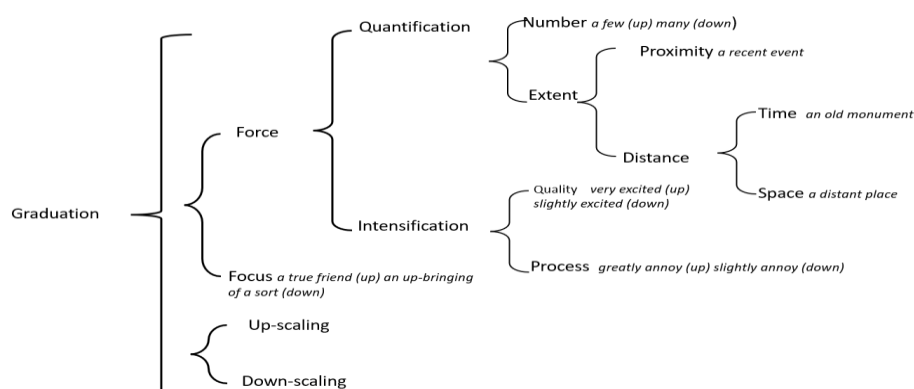 Quantification
Number a few (up) many (down)
Proximity a recent event
Extent
Force
Time an old monument
Distance
Quality very excited (up)
slightly excited (down)
Space a distant place
Graduation
Intensification
Process greatly annoy (up) slightly annoy (down)
Focus a true friend (up) an up-bringing
of a sort (down)
Up-scaling
Down-scaling